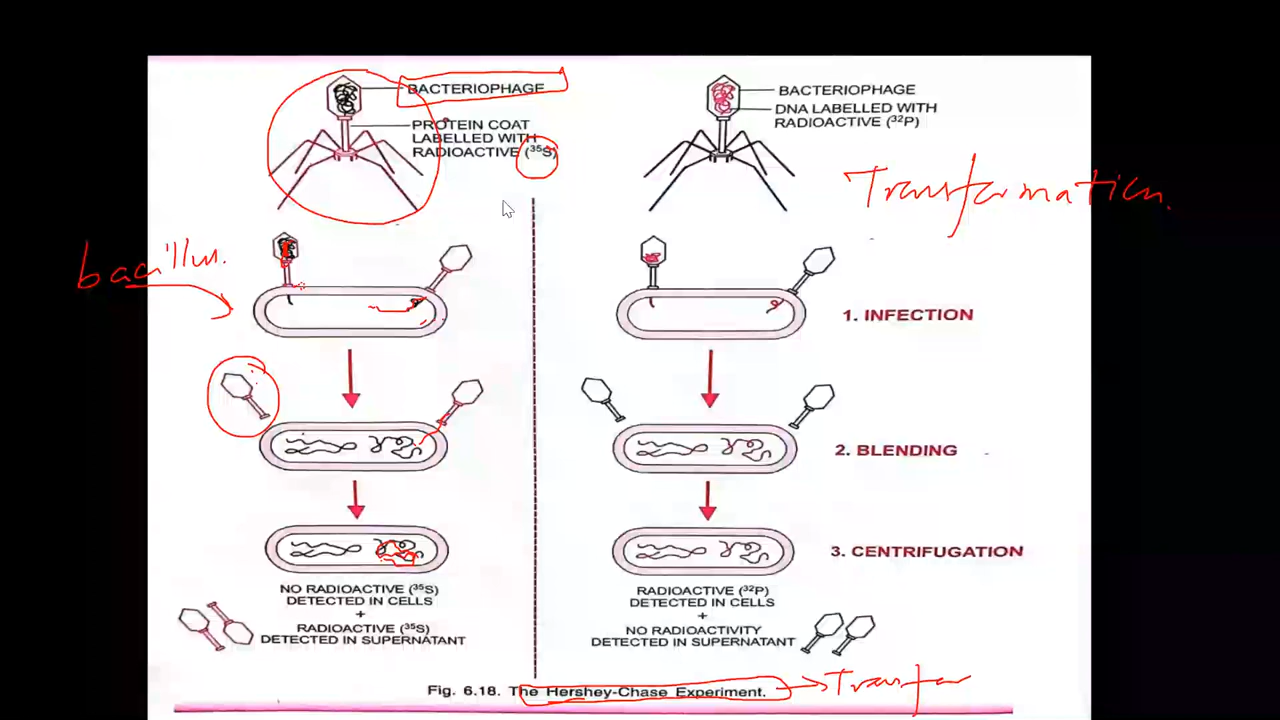 BACTERIOPHAGE
PROTEIN COAT
LABELLED WITH
RADIOACTIVE (³⁵S)
BACTERIOPHAGE
DNA LABELLED WITH
RADIOACTIVE (³²P)
Transformation.
bacillus.
1. INFECTION
2. BLENDING
3. CENTRIFUGATION
NO RADIOACTIVE (³⁵S)
DETECTED IN CELLS
+
RADIOACTIVE (³⁵S)
DETECTED IN SUPERNATANT
RADIOACTIVE (³²P)
DETECTED IN CELLS
+
NO RADIOACTIVITY
DETECTED IN SUPERNATANT
Fig. 6.18. The Hershey-Chase Experiment.
Transfor